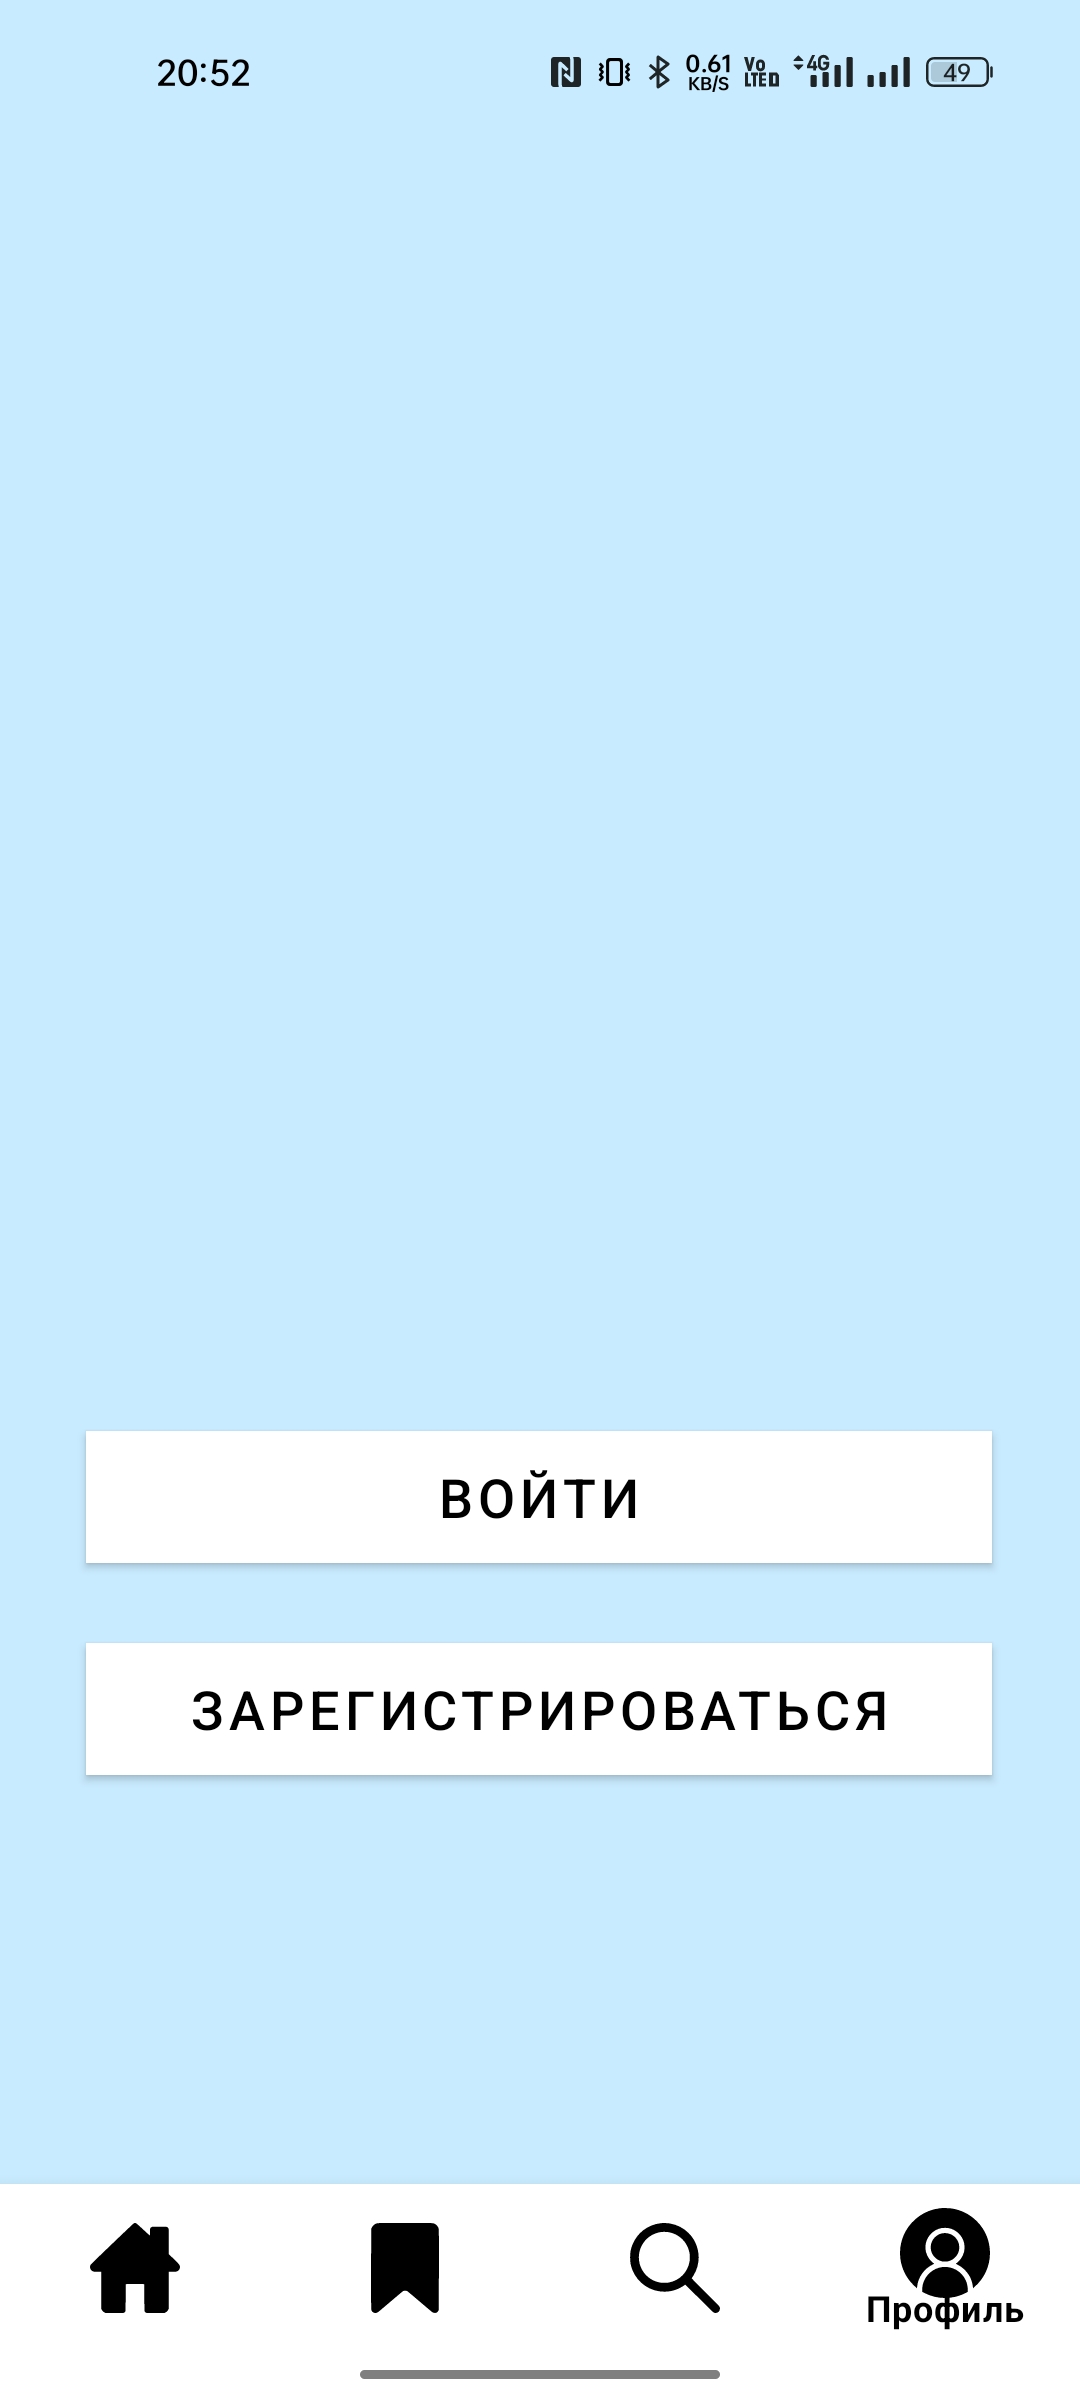 20:52
0.61
KB/S
Vo
LTE D
4G
49
ВОЙТИ
ЗАРЕГИСТРИРОВАТЬСЯ
Профиль